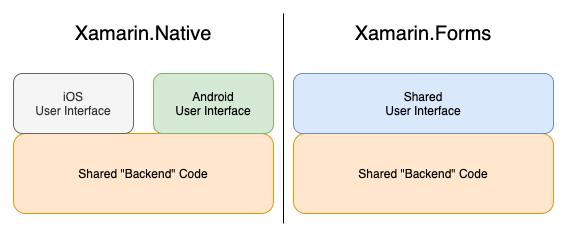 Xamarin.Native
iOS
User Interface
Android
User Interface
Shared "Backend" Code
Xamarin.Forms
Shared
User Interface
Shared "Backend" Code